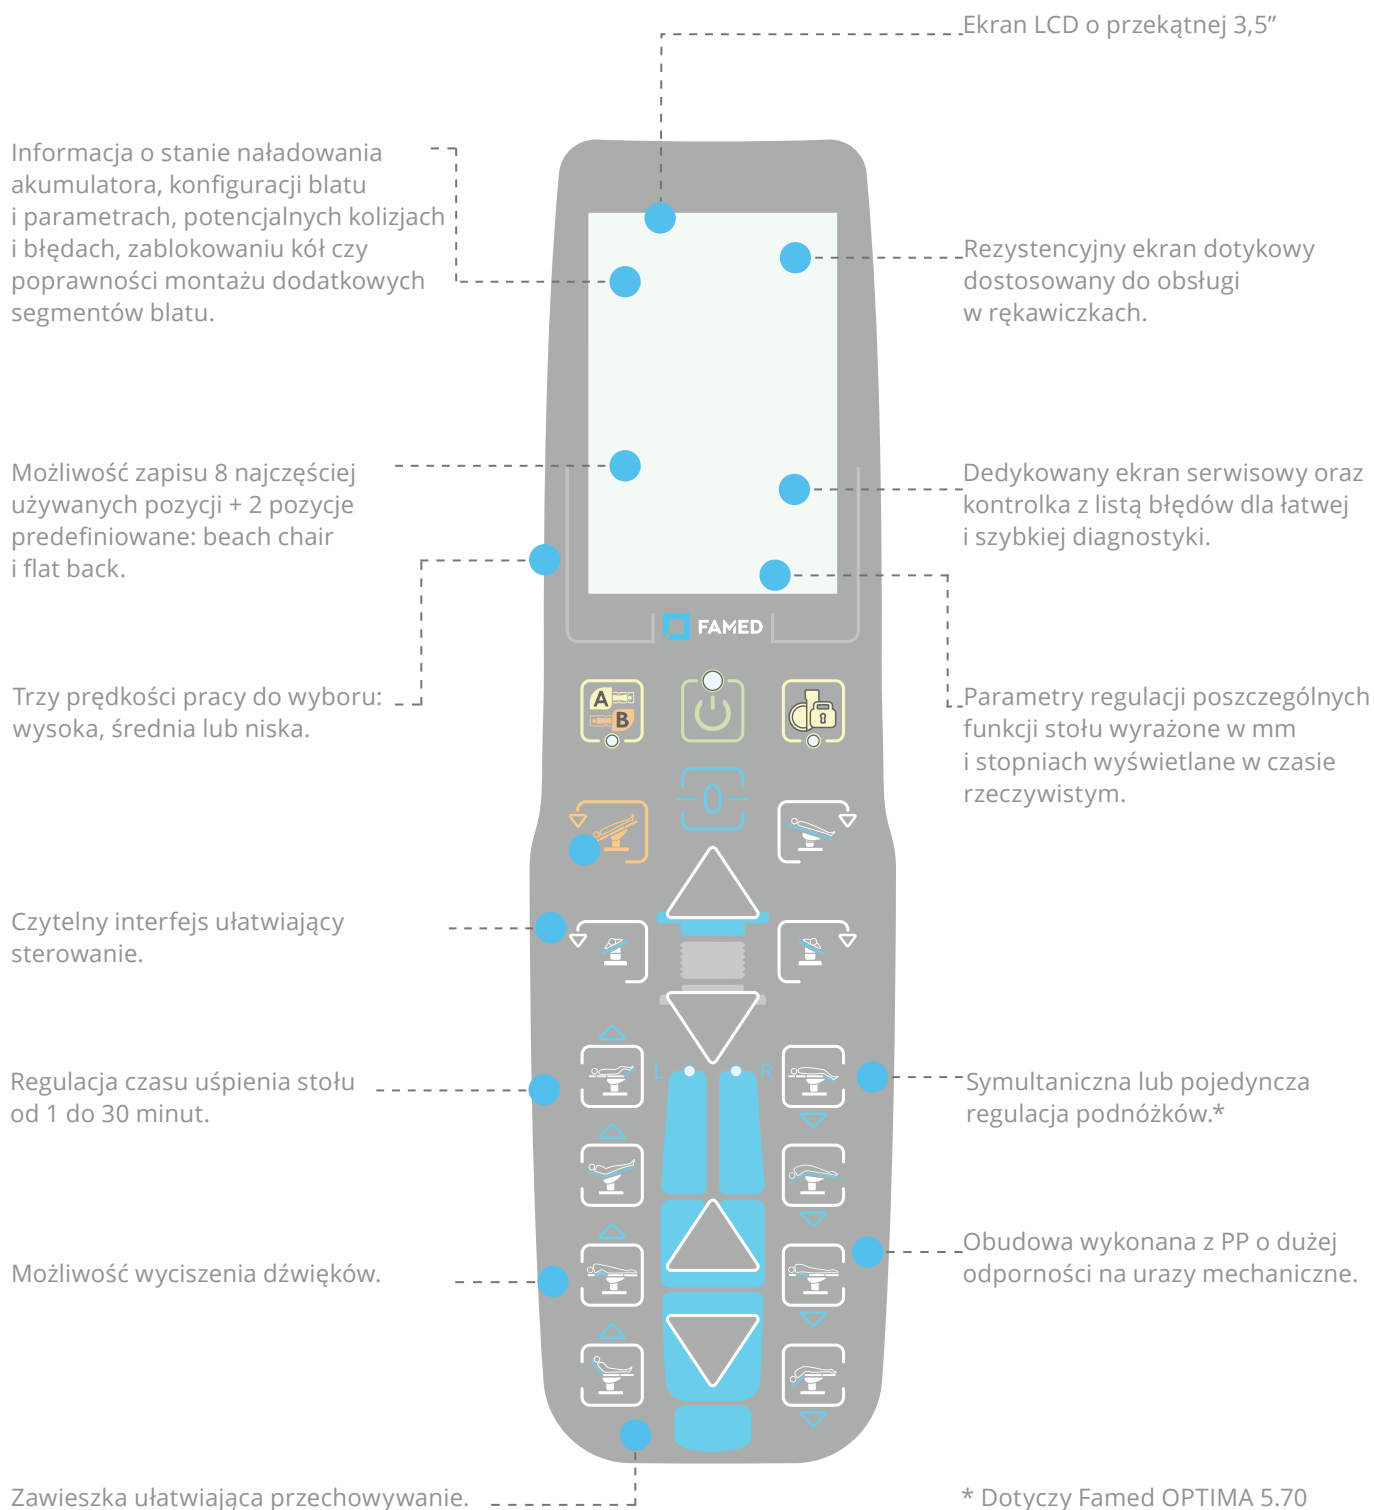 Ekran LCD o przekątnej 3,5”
Informacja o stanie naładowania
akumulatora, konfiguracji blatu
i parametrach, potencjalnych kolizjach
i błędach, zablokowaniu kół czy
poprawności montażu dodatkowych
segmentów blatu.
Rezystencyjny ekran dotykowy
dostosowany do obsługi
w rękawiczkach.
Możliwość zapisu 8 najczęściej
używanych pozycji + 2 pozycje
predefiniowane: beach chair
i flat back.
Dedykowany ekran serwisowy oraz
kontrolka z listą błędów dla łatwej
i szybkiej diagnostyki.
FAMED
Trzy prędkości pracy do wyboru:
wysoka, średnia lub niska.
A
B
Parametry regulacji poszczególnych
funkcji stołu wyrażone w mm
i stopniach wyświetlane w czasie
rzeczywistym.
0
Czytelny interfejs ułatwiający
sterowanie.
Regulacja czasu uśpienia stołu
od 1 do 30 minut.
L R
Symultaniczna lub pojedyncza
regulacja podnóżków.*
Możliwość wyciszenia dźwięków.
Obudowa wykonana z PP o dużej
odporności na urazy mechaniczne.
Zawieszka ułatwiająca przechowywanie.
* Dotyczy Famed OPTIMA 5.70